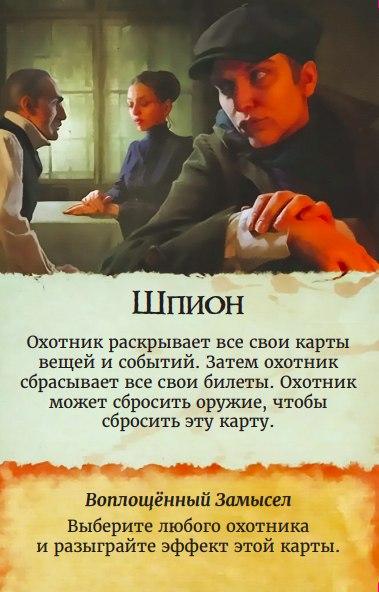 Шпион
Охотник раскрывает все свои карты
вещей и событий. Затем охотник
сбрасывает все свои билеты. Охотник
может сбросить оружие, чтобы
сбросить эту карту.
Воплощённый Замысел
Выберите любого охотника
и разыграйте эффект этой карты.